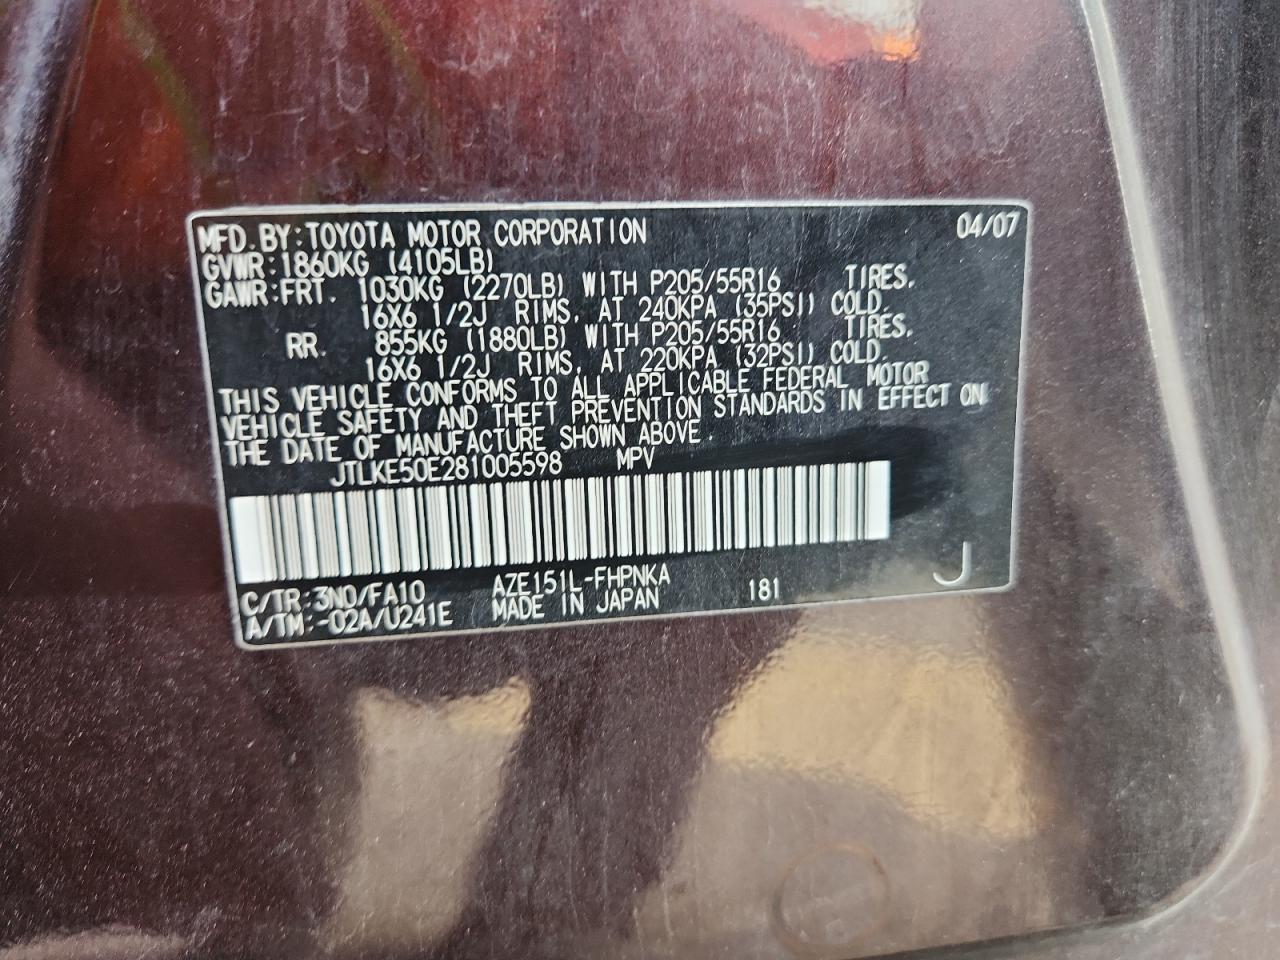 MFD. BY: TOYOTA MOTOR CORPORATION 04/07
GVWR: 1860KG (4105LB)
GAWR: FRT. 1030KG (2270LB) WITH P205/55R16 TIRES,
16X6 1/2J RIMS, AT 240KPA (35PSI) COLD.
RR. 855KG (1880LB) WITH P205/55R16 TIRES,
16X6 1/2J RIMS, AT 220KPA (32PSI) COLD.
THIS VEHICLE CONFORMS TO ALL APPLICABLE FEDERAL MOTOR
VEHICLE SAFETY AND THEFT PREVENTION STANDARDS IN EFFECT ON
THE DATE OF MANUFACTURE SHOWN ABOVE.
JTLKE50E281005598 MPV
C/TR: 3N0/FA10 AZE151L-FHPNKA 181 J
A/TM: -02A/U241E MADE IN JAPAN